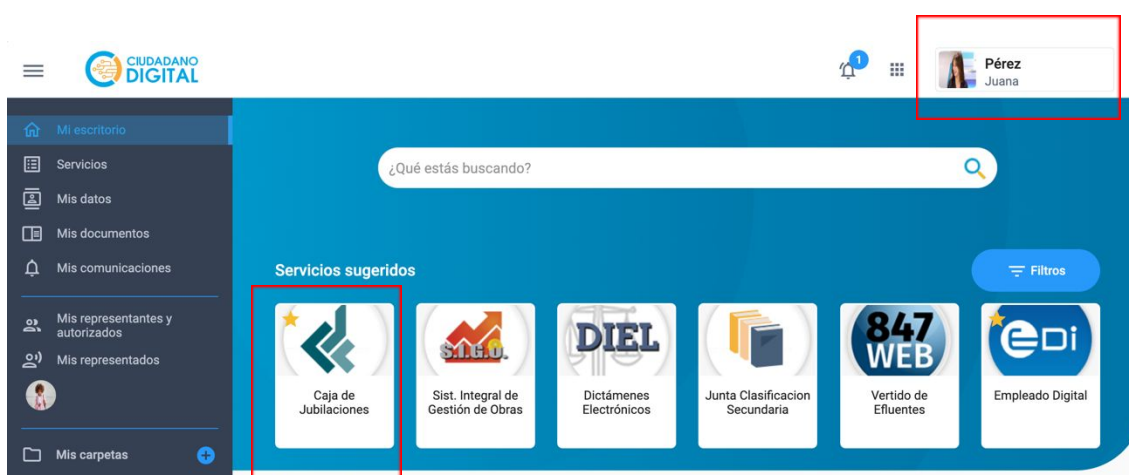 CIUDADANO
DIGITAL
1
Pérez
Juana
Mi escritorio
Servicios
Mis datos
Mis documentos
Mis comunicaciones
Mis representantes y
autorizados
Mis representados
Mis carpetas
¿Qué estás buscando?
Servicios sugeridos
Filtros
Caja de
Jubilaciones
S.I.G.O.
Sist. Integral de
Gestión de Obras
DIEL
Dictámenes
Electrónicos
Junta Clasificacion
Secundaria
847
WEB
Vertido de
Efluentes
eDi
Empleado Digital